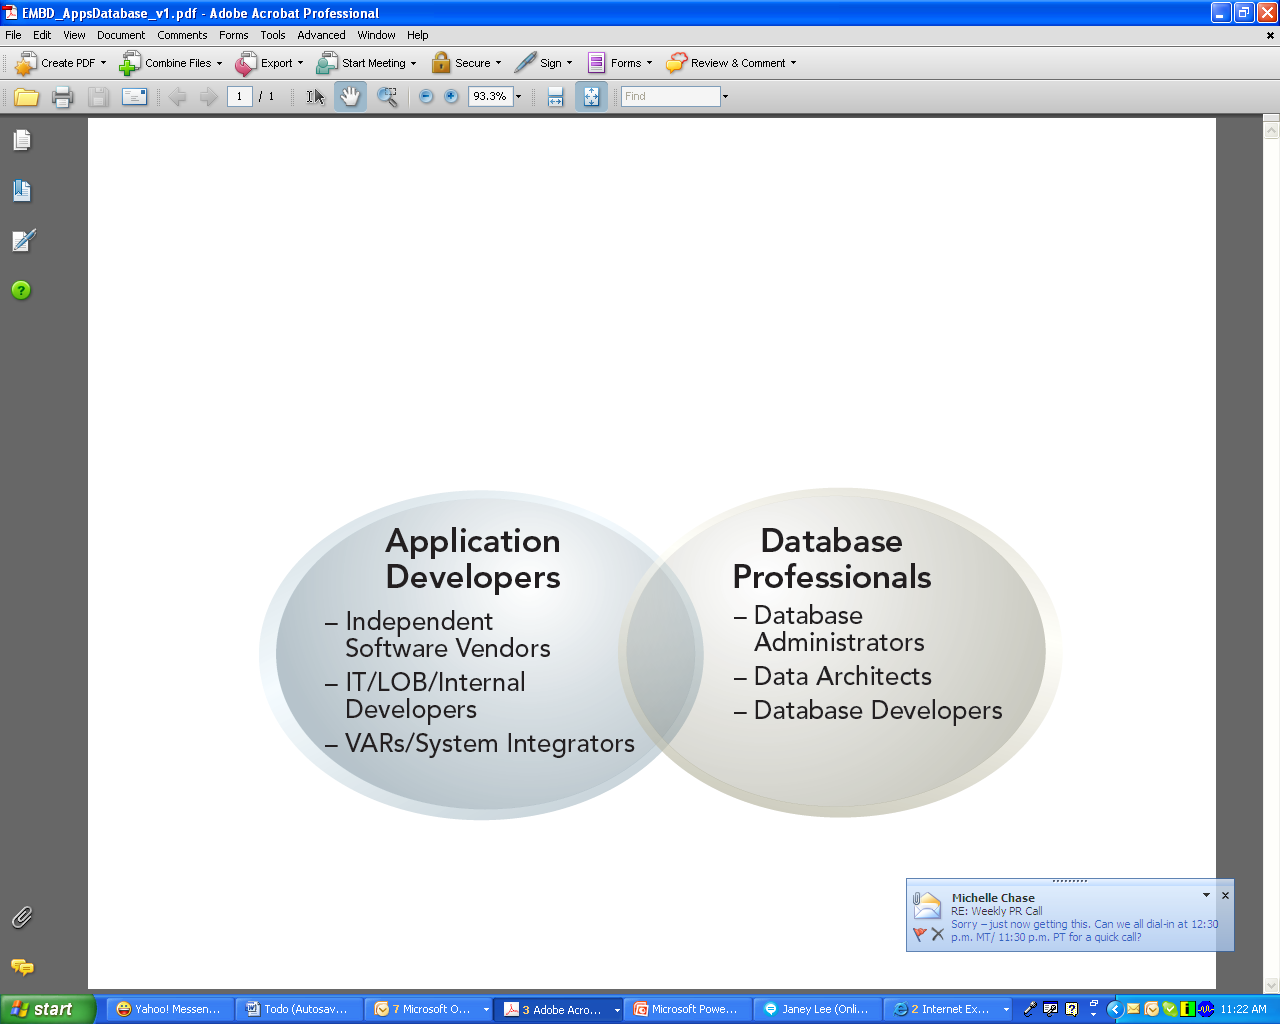 EMBD_AppsDatabase_v1.pdf - Adobe Acrobat Professional
File Edit View Document Comments Forms Tools Advanced Window Help
Create PDF Combine Files Export Start Meeting Secure Sign Forms Review & Comment
1 / 1 93.3% Find
Application
Developers
– Independent
Software Vendors
– IT/LOB/Internal
Developers
– VARs/System Integrators
Database
Professionals
– Database
Administrators
– Data Architects
– Database Developers
Michelle Chase
RE: Weekly PR Call
Sorry – just now getting this. Can we all dial-in at 12:30
p.m. MT/ 11:30 p.m. PT for a quick call?
start Yahoo! Messen... Todo (Autosav... 7 Microsoft O... 3 Adobe Acro... Microsoft Powe... Janey Lee (Onli... 2 Internet Ex... 11:22 AM